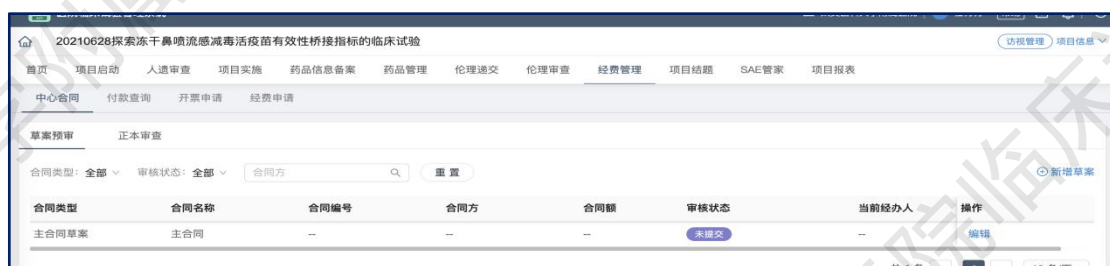 20210628探索冻干鼻喷流感减毒活疫苗有效性桥接指标的临床试验 访视管理 项目信息
首页 项目启动 人遗审查 项目实施 药品信息备案 药品管理 伦理递交 伦理审查 经费管理 项目结题 SAE管家 项目报表
中心合同 付款查询 开票申请 经费申请
草案预审 正本审查
合同类型: 全部 审核状态: 全部 合同方 重置 新增草案
合同类型 合同名称 合同编号 合同方 合同额 审核状态 当前经办人 操作
主合同草案 主合同 -- -- -- 未提交 -- 编辑